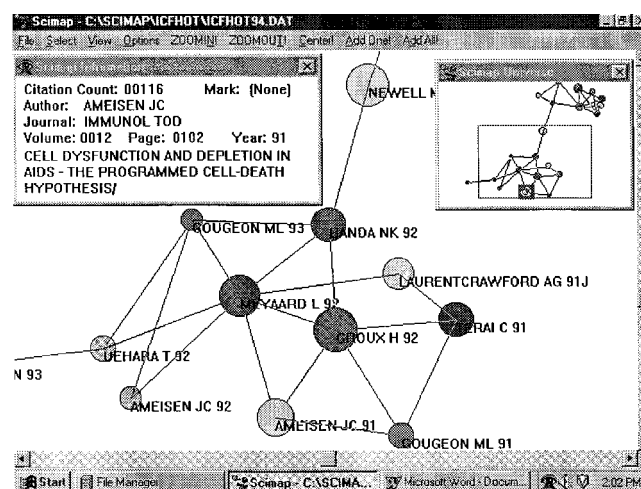 Scimap - C:\SCIMAP\ICFHOT\ICFHOT94.DAT
File Select View Options ZOOMIN! ZOOMOUT! Center! Add One! Add All!
Citation Count: 00116 Mark: (None)
Author: AMEISEN JC
Journal: IMMUNOL TOD
Volume: 0012 Page: 0102 Year: 91
CELL DYSFUNCTION AND DEPLETION IN
AIDS - THE PROGRAMMED CELL-DEATH
HYPOTHESIS/
Scimap Universe
NEWELL M
GOUGEON ML 93
HANDA NK 92
LAURENTCRAWFORD AG 91J
MEYAARD L 92
GROUX H 92
TERAI C 91
UEHARA T 92
N 93
AMEISEN JC 92
AMEISEN JC 91
GOUGEON ML 91
Start File Manager Scimap - C:\SCIMA... Microsoft Word - Docum... 2:02 PM